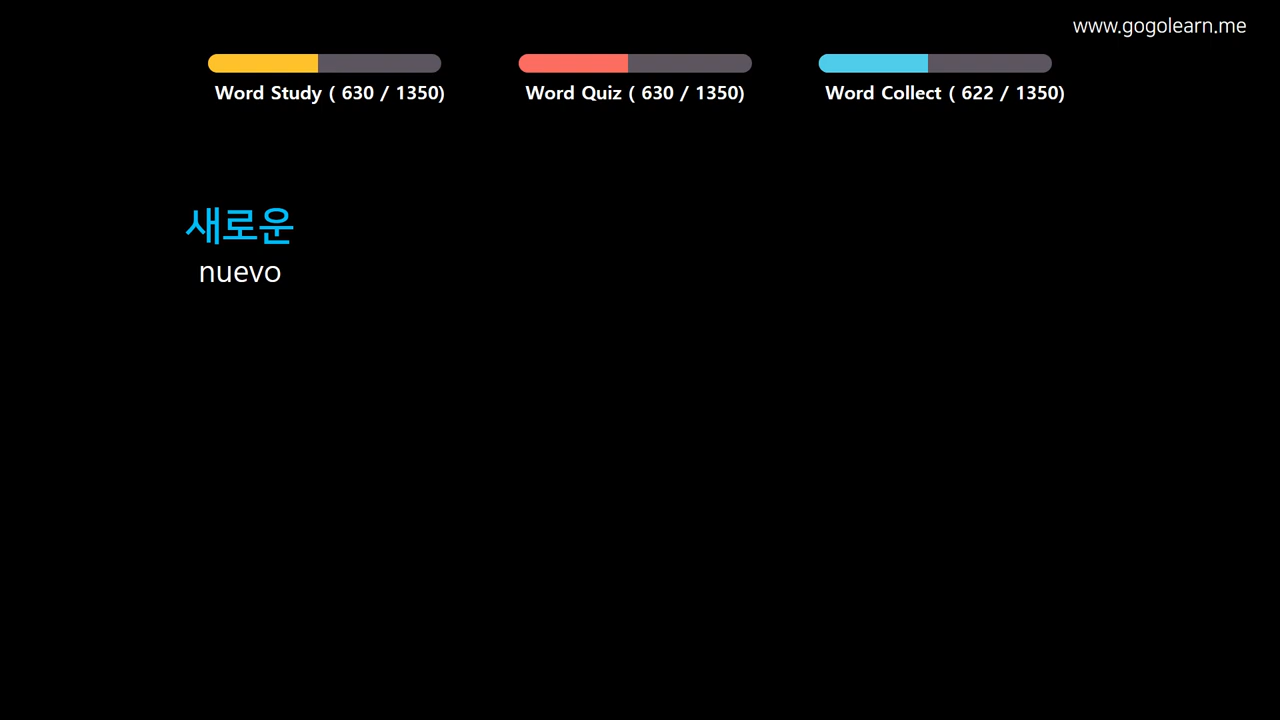 www.gogolearn.me
Word Study ( 630 / 1350)
Word Quiz ( 630 / 1350)
Word Collect ( 622 / 1350)
새로운
nuevo